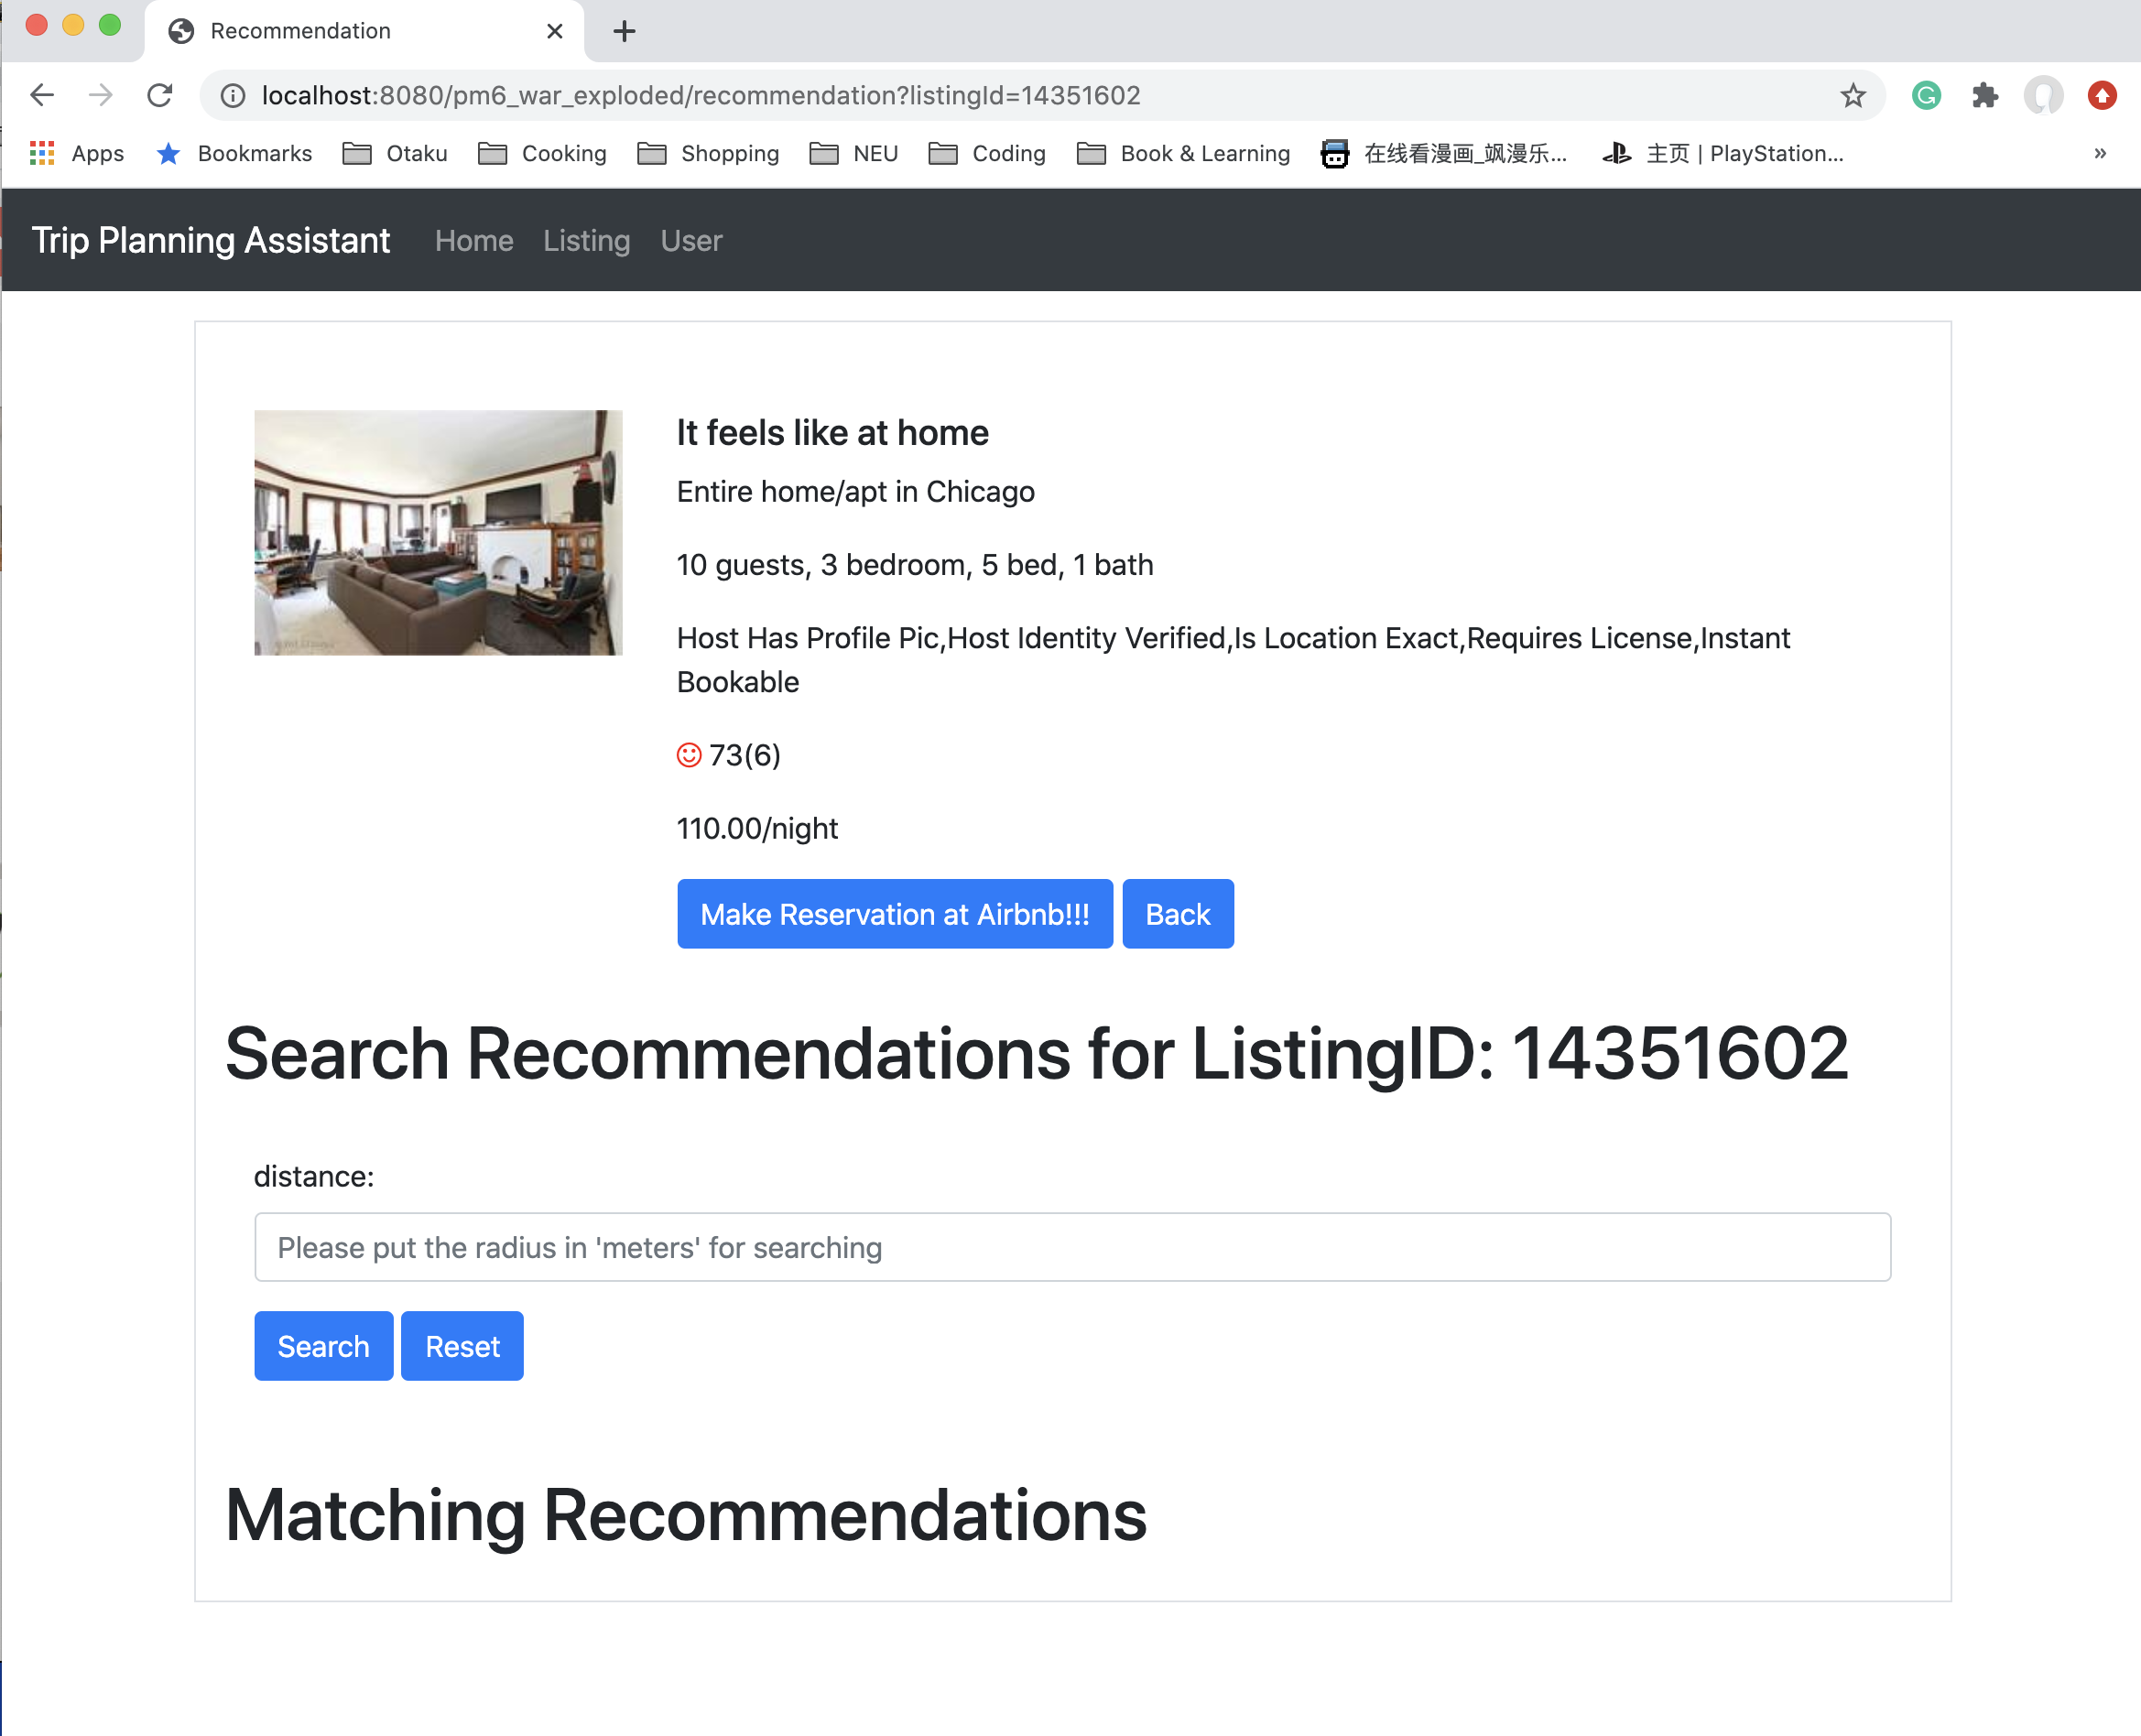 Recommendation
localhost:8080/pm6_war_exploded/recommendation?listingId=14351602
Apps Bookmarks Otaku Cooking Shopping NEU Coding Book & Learning 在线看漫画_飒漫乐... 主页 | PlayStation... »
Trip Planning Assistant Home Listing User
It feels like at home
Entire home/apt in Chicago
10 guests, 3 bedroom, 5 bed, 1 bath
Host Has Profile Pic,Host Identity Verified,Is Location Exact,Requires License,Instant
Bookable
73(6)
110.00/night
Make Reservation at Airbnb!!! Back
Search Recommendations for ListingID: 14351602
distance:
Please put the radius in 'meters' for searching
Search Reset
Matching Recommendations